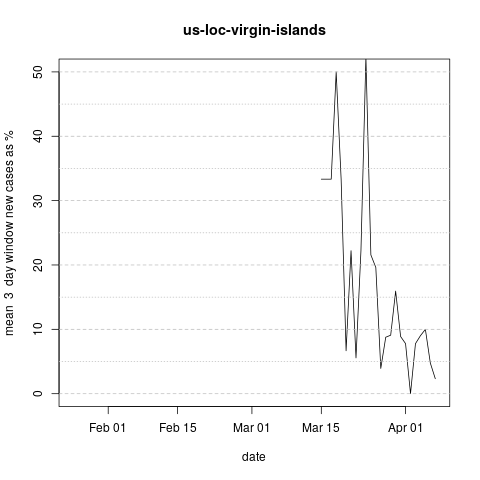 us-loc-virgin-islands
mean  3  day window new cases as %
50
40
30
20
10
0
Feb 01
Feb 15
Mar 01
Mar 15
Apr 01
date